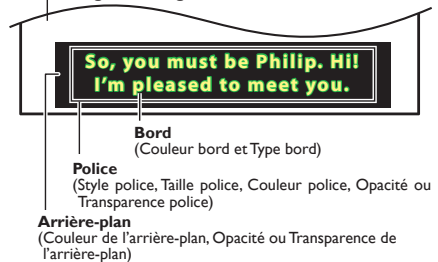 So, you must be Philip. Hi!
I'm pleased to meet you.
Bord
(Couleur bord et Type bord)
Police
(Style police, Taille police, Couleur police, Opacité ou
Transparence police)
Arrière-plan
(Couleur de l'arrière-plan, Opacité ou Transparence de
l'arrière-plan)